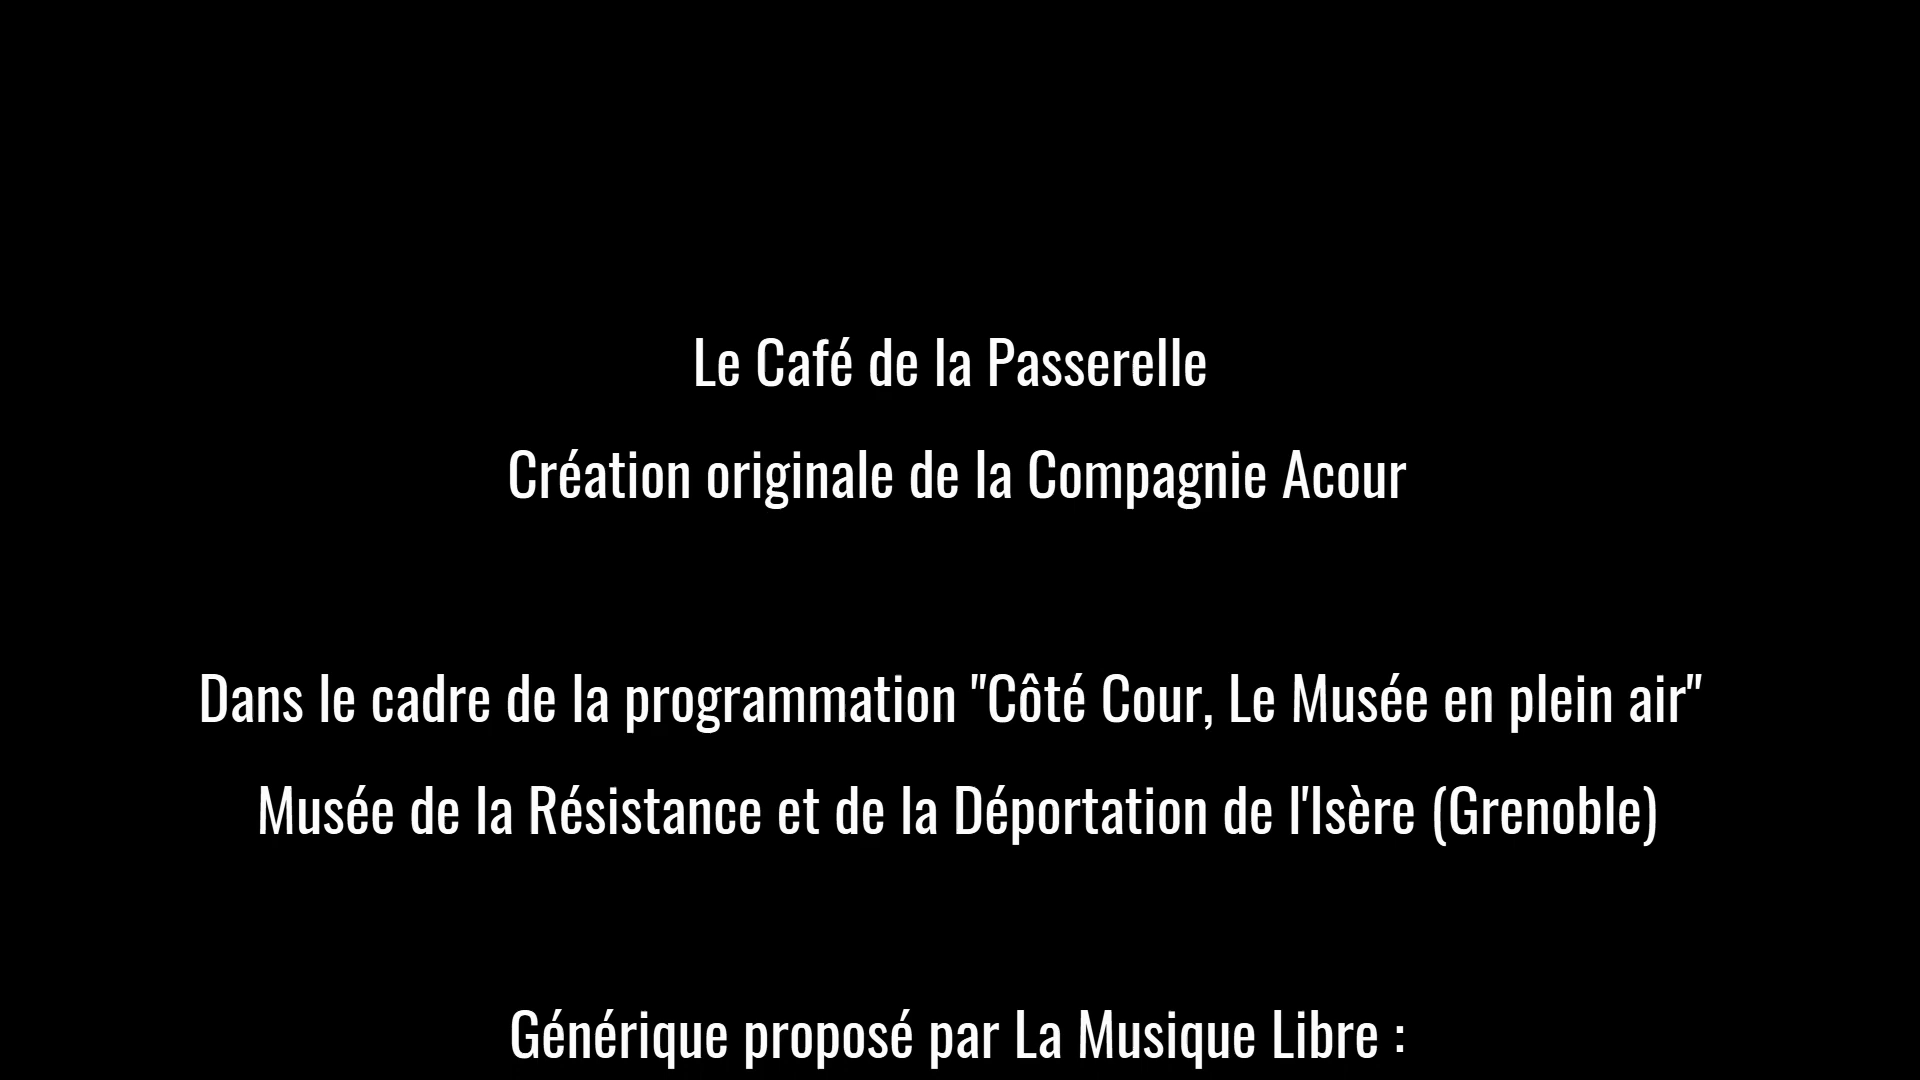 Le Café de la Passerelle
Création originale de la Compagnie Acour
Dans le cadre de la programmation "Côté Cour, Le Musée en plein air"
Musée de la Résistance et de la Déportation de l'Isère (Grenoble)
Générique proposé par La Musique Libre :